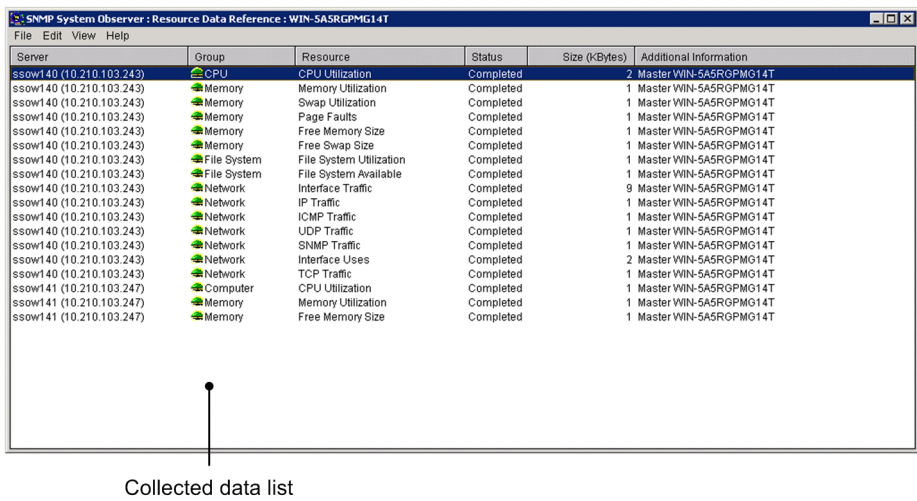 SNMP System Observer : Resource Data Reference : WIN-5A5RGPMG14T
File Edit View Help
Server Group Resource Status Size (KBytes) Additional Information
ssow140 (10.210.103.243) CPU CPU Utilization Completed 2 Master WIN-5A5RGPMG14T
ssow140 (10.210.103.243) Memory Memory Utilization Completed 1 Master WIN-5A5RGPMG14T
ssow140 (10.210.103.243) Memory Swap Utilization Completed 1 Master WIN-5A5RGPMG14T
ssow140 (10.210.103.243) Memory Page Faults Completed 1 Master WIN-5A5RGPMG14T
ssow140 (10.210.103.243) Memory Free Memory Size Completed 1 Master WIN-5A5RGPMG14T
ssow140 (10.210.103.243) Memory Free Swap Size Completed 1 Master WIN-5A5RGPMG14T
ssow140 (10.210.103.243) File System File System Utilization Completed 1 Master WIN-5A5RGPMG14T
ssow140 (10.210.103.243) File System File System Available Completed 1 Master WIN-5A5RGPMG14T
ssow140 (10.210.103.243) Network Interface Traffic Completed 9 Master WIN-5A5RGPMG14T
ssow140 (10.210.103.243) Network IP Traffic Completed 1 Master WIN-5A5RGPMG14T
ssow140 (10.210.103.243) Network ICMP Traffic Completed 1 Master WIN-5A5RGPMG14T
ssow140 (10.210.103.243) Network UDP Traffic Completed 1 Master WIN-5A5RGPMG14T
ssow140 (10.210.103.243) Network SNMP Traffic Completed 1 Master WIN-5A5RGPMG14T
ssow140 (10.210.103.243) Network Interface Uses Completed 2 Master WIN-5A5RGPMG14T
ssow140 (10.210.103.243) Network TCP Traffic Completed 1 Master WIN-5A5RGPMG14T
ssow141 (10.210.103.247) Computer CPU Utilization Completed 1 Master WIN-5A5RGPMG14T
ssow141 (10.210.103.247) Memory Memory Utilization Completed 1 Master WIN-5A5RGPMG14T
ssow141 (10.210.103.247) Memory Free Memory Size Completed 1 Master WIN-5A5RGPMG14T
Collected data list